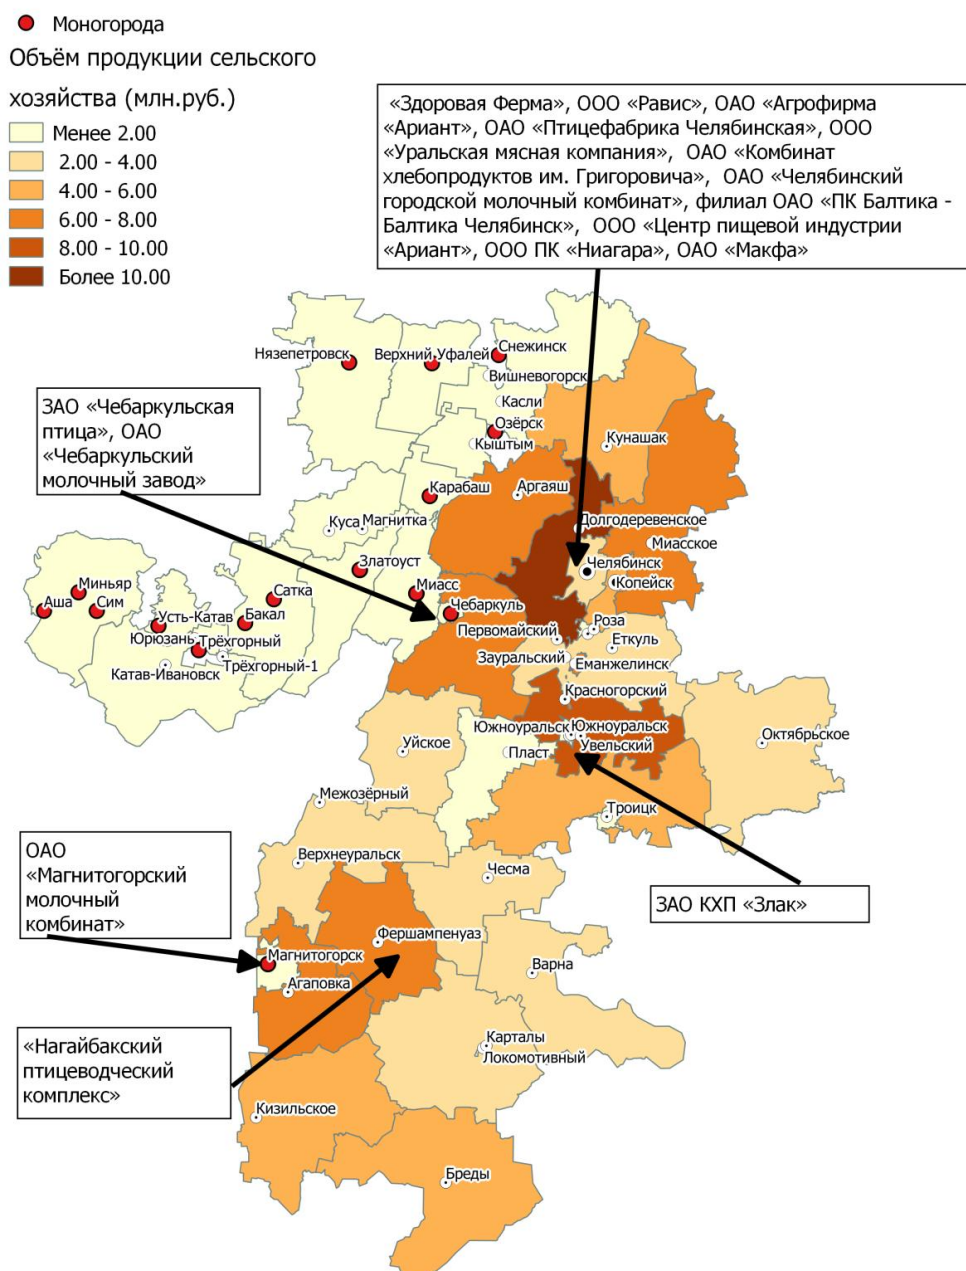 Моногорода
Объём продукции сельского
хозяйства (млн.руб.)
Менее 2.00
2.00 - 4.00
4.00 - 6.00
6.00 - 8.00
8.00 - 10.00
Более 10.00
«Здоровая Ферма», ООО «Равис», ОАО «Агрофирма
«Ариант», ОАО «Птицефабрика Челябинская», ООО
«Уральская мясная компания», ОАО «Комбинат
хлебопродуктов им. Григоровича», ОАО «Челябинский
городской молочный комбинат», филиал ОАО «ПК Балтика -
Балтика Челябинск», ООО «Центр пищевой индустрии
«Ариант», ООО ПК «Ниагара», ОАО «Макфа»
Нязепетровск
Верхний Уфалей
Снежинск
Вишневогорск
Касли
Озёрск
Кыштым
Кунашак
ЗАО «Чебаркульская
птица», ОАО
«Чебаркульский
молочный завод»
Карабаш
Аргаяш
Куса
Магнитка
Долгодеревенское
Миасское
Златоуст
Челябинск
Копейск
Миньяр
Аша
Сим
Сатка
Миасс
Чебаркуль
Усть-Катав
Бакал
Юрюзань
Трёхгорный
Трёхгорный-1
Катав-Ивановск
Первомайский
Роза
Еткуль
Зауральский
Еманжелинск
Красногорский
Южноуральск
Южноуральск
Увельский
Октябрьское
Уйское
Пласт
Межозёрный
Троицк
ОАО
«Магнитогорский
молочный
комбинат»
Верхнеуральск
Чесма
ЗАО КХП «Злак»
Фершампенуаз
Магнитогорск
Агаповка
Варна
«Нагайбакский
птицеводческий
комплекс»
Карталы
Локомотивный
Кизильское
Бреды